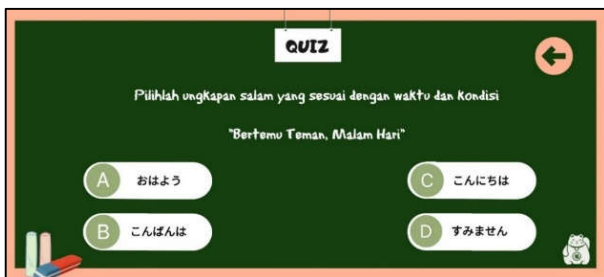 QUIZ
Pilihlah ungkapan salam yang sesuai dengan waktu dan kondisi
"Bertemu Teman, Malam Hari"
A おはよう
B こんばんは
C こんにちは
D すみません